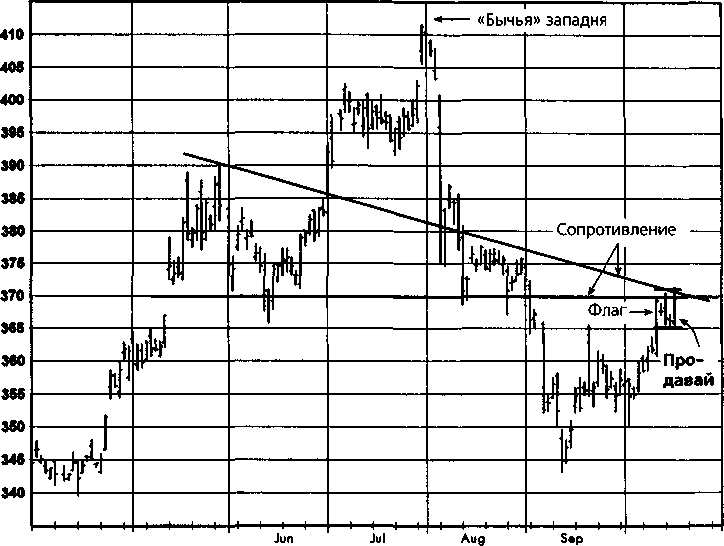 «Бычья» западня
410
405
400
395
390
385
380
375
370
365
360
355
350
345
340
Сопротивление
Флаг
Про-
давай
Jun Jul Aug Sep